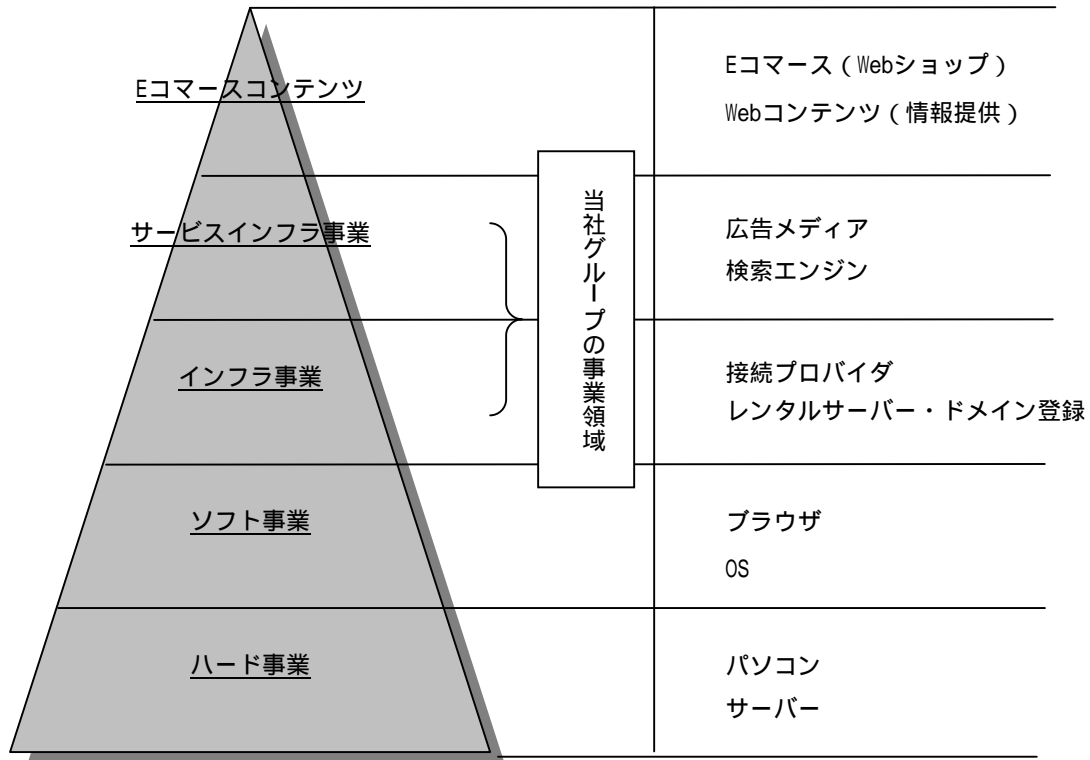 Eコマースコンテンツ
Eコマース(Webショップ)
Webコンテンツ(情報提供)
当社グループの事業領域
サービスインフラ事業
広告メディア
検索エンジン
インフラ事業
接続プロバイダ
レンタルサーバー・ドメイン登録
ソフト事業
ブラウザ
OS
ハード事業
パソコン
サーバー